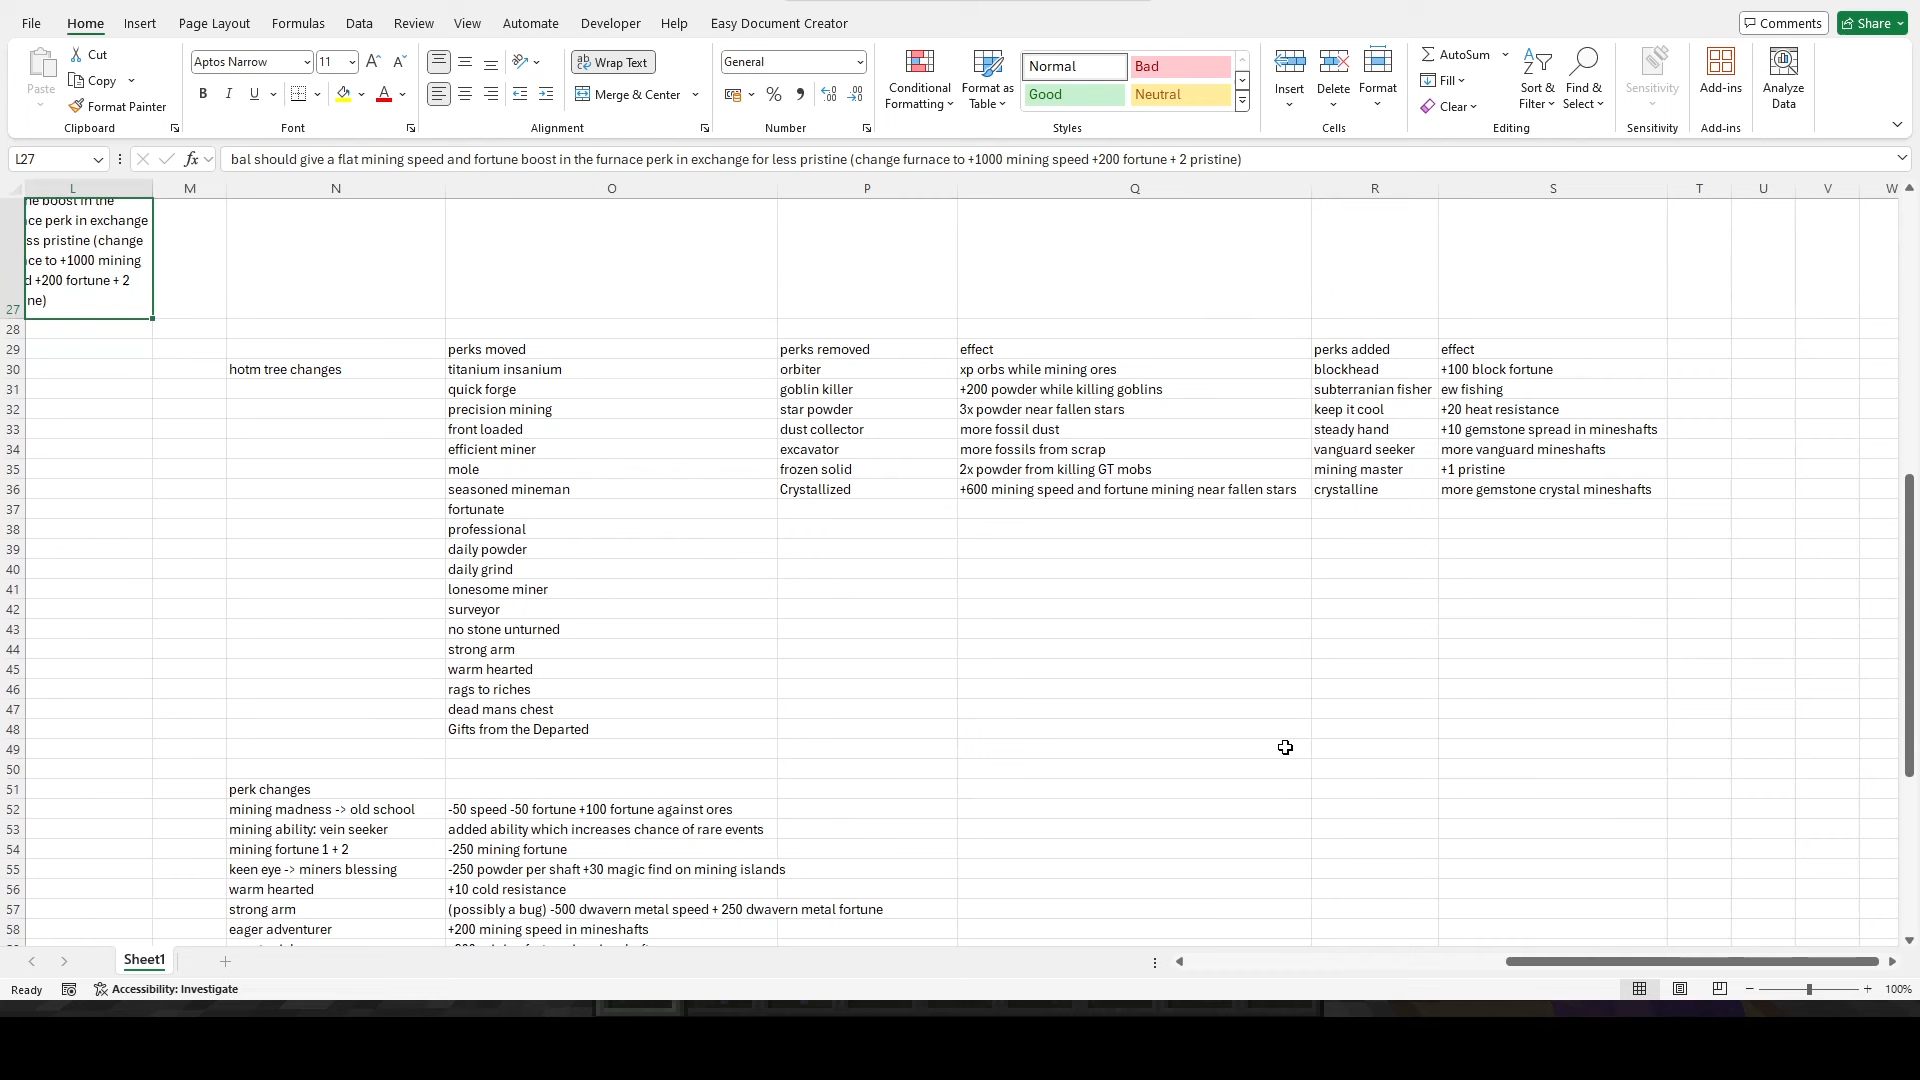 File Home Insert Page Layout Formulas Data Review View Automate Developer Help Easy Document Creator Comments Share
Paste Cut Copy Format Painter Clipboard
Aptos Narrow 11 B I U A Font
Wrap Text Merge & Center Alignment
General Number
Conditional Formatting Format as Table Normal Bad Good Neutral Styles
Insert Delete Format Cells
AutoSum Fill Clear Sort & Filter Find & Select Editing
Sensitivity Sensitivity
Add-ins Add-ins
Analyze Data
L27 fx bal should give a flat mining speed and fortune boost in the furnace perk in exchange for less pristine (change furnace to +1000 mining speed +200 fortune + 2 pristine)
L M N O P Q R S T U V W
ne boost in the
ce perk in exchange
ss pristine (change
ce to +1000 mining
d +200 fortune + 2
ne)
27
28
29 perks moved perks removed effect perks added effect
30 hotm tree changes titanium insanium orbiter xp orbs while mining ores blockhead +100 block fortune
31 quick forge goblin killer +200 powder while killing goblins subterranian fisher ew fishing
32 precision mining star powder 3x powder near fallen stars keep it cool +20 heat resistance
33 front loaded dust collector more fossil dust steady hand +10 gemstone spread in mineshafts
34 efficient miner excavator more fossils from scrap vanguard seeker more vanguard mineshafts
35 mole frozen solid 2x powder from killing GT mobs mining master +1 pristine
36 seasoned mineman Crystallized +600 mining speed and fortune mining near fallen stars crystalline more gemstone crystal mineshafts
37 fortunate
38 professional
39 daily powder
40 daily grind
41 lonesome miner
42 surveyor
43 no stone unturned
44 strong arm
45 warm hearted
46 rags to riches
47 dead mans chest
48 Gifts from the Departed
49
50
51 perk changes
52 mining madness -> old school -50 speed -50 fortune +100 fortune against ores
53 mining ability: vein seeker added ability which increases chance of rare events
54 mining fortune 1 + 2 -250 mining fortune
55 keen eye -> miners blessing -250 powder per shaft +30 magic find on mining islands
56 warm hearted +10 cold resistance
57 strong arm (possibly a bug) -500 dwavern metal speed + 250 dwavern metal fortune
58 eager adventurer +200 mining speed in mineshafts
Sheet1
Ready Accessibility: Investigate 100%